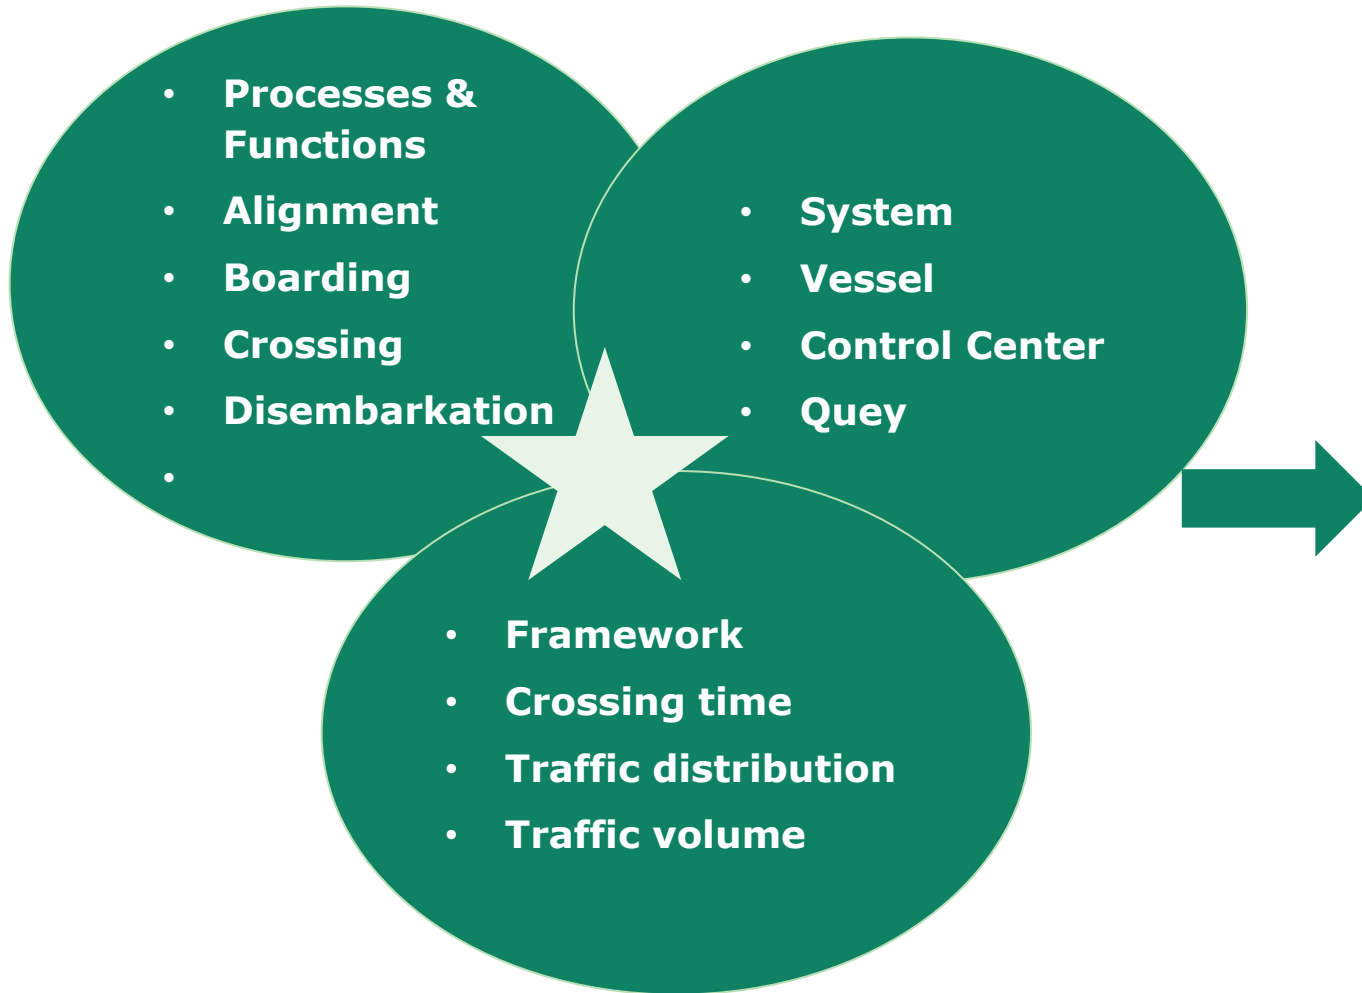 • Processes &
Functions
• Alignment
• Boarding
• Crossing
• Disembarkation
•
• System
• Vessel
• Control Center
• Quey
• Framework
• Crossing time
• Traffic distribution
• Traffic volume